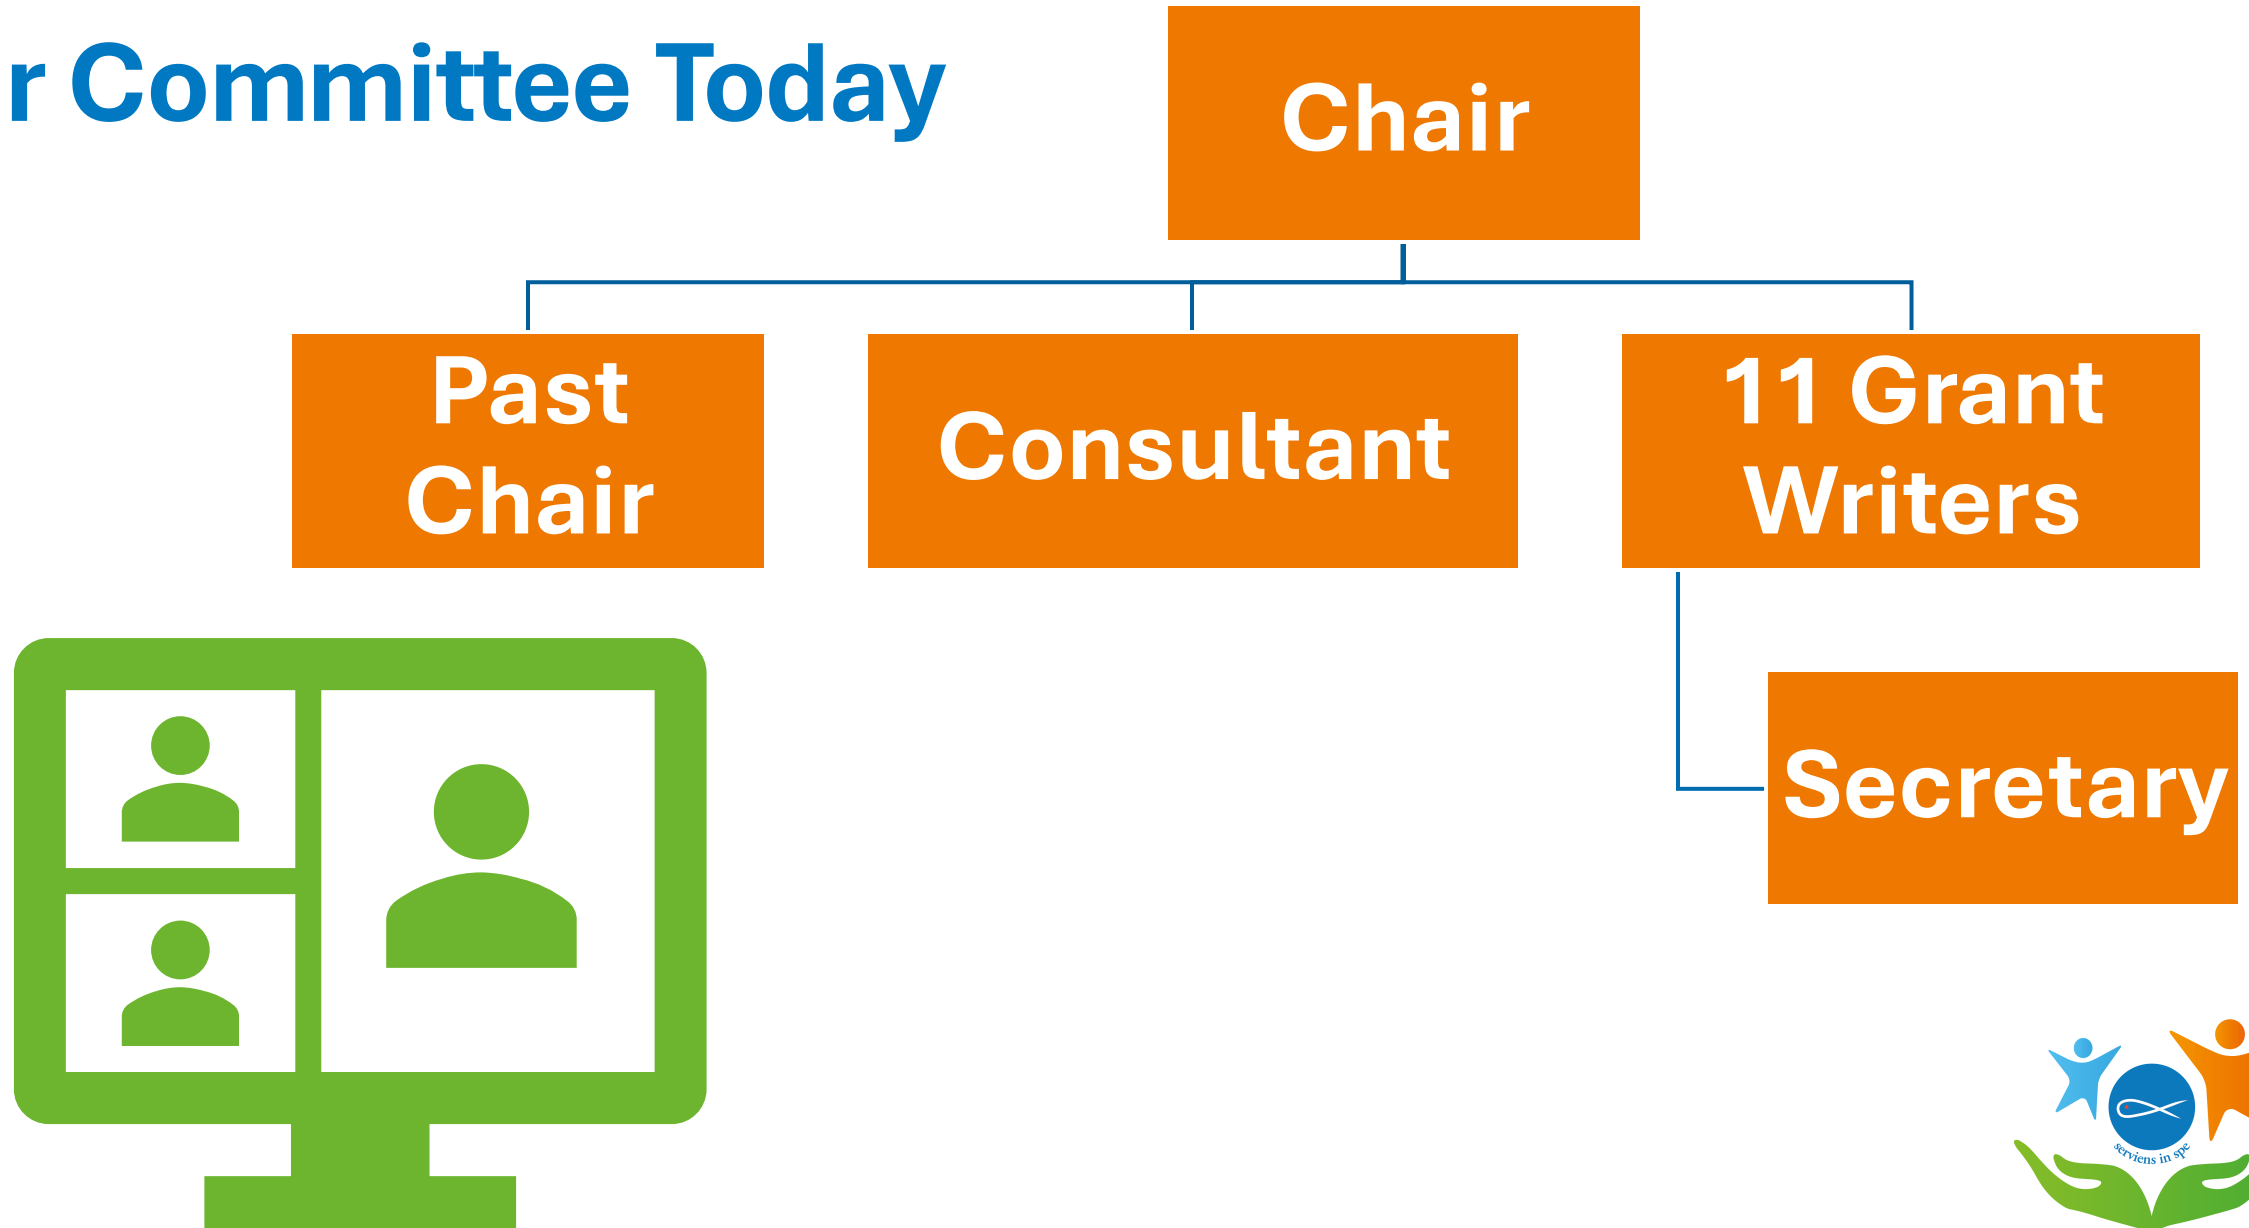 r Committee Today
Chair
Past
Chair
Consultant
11 Grant
Writers
Secretary
serviens in spe